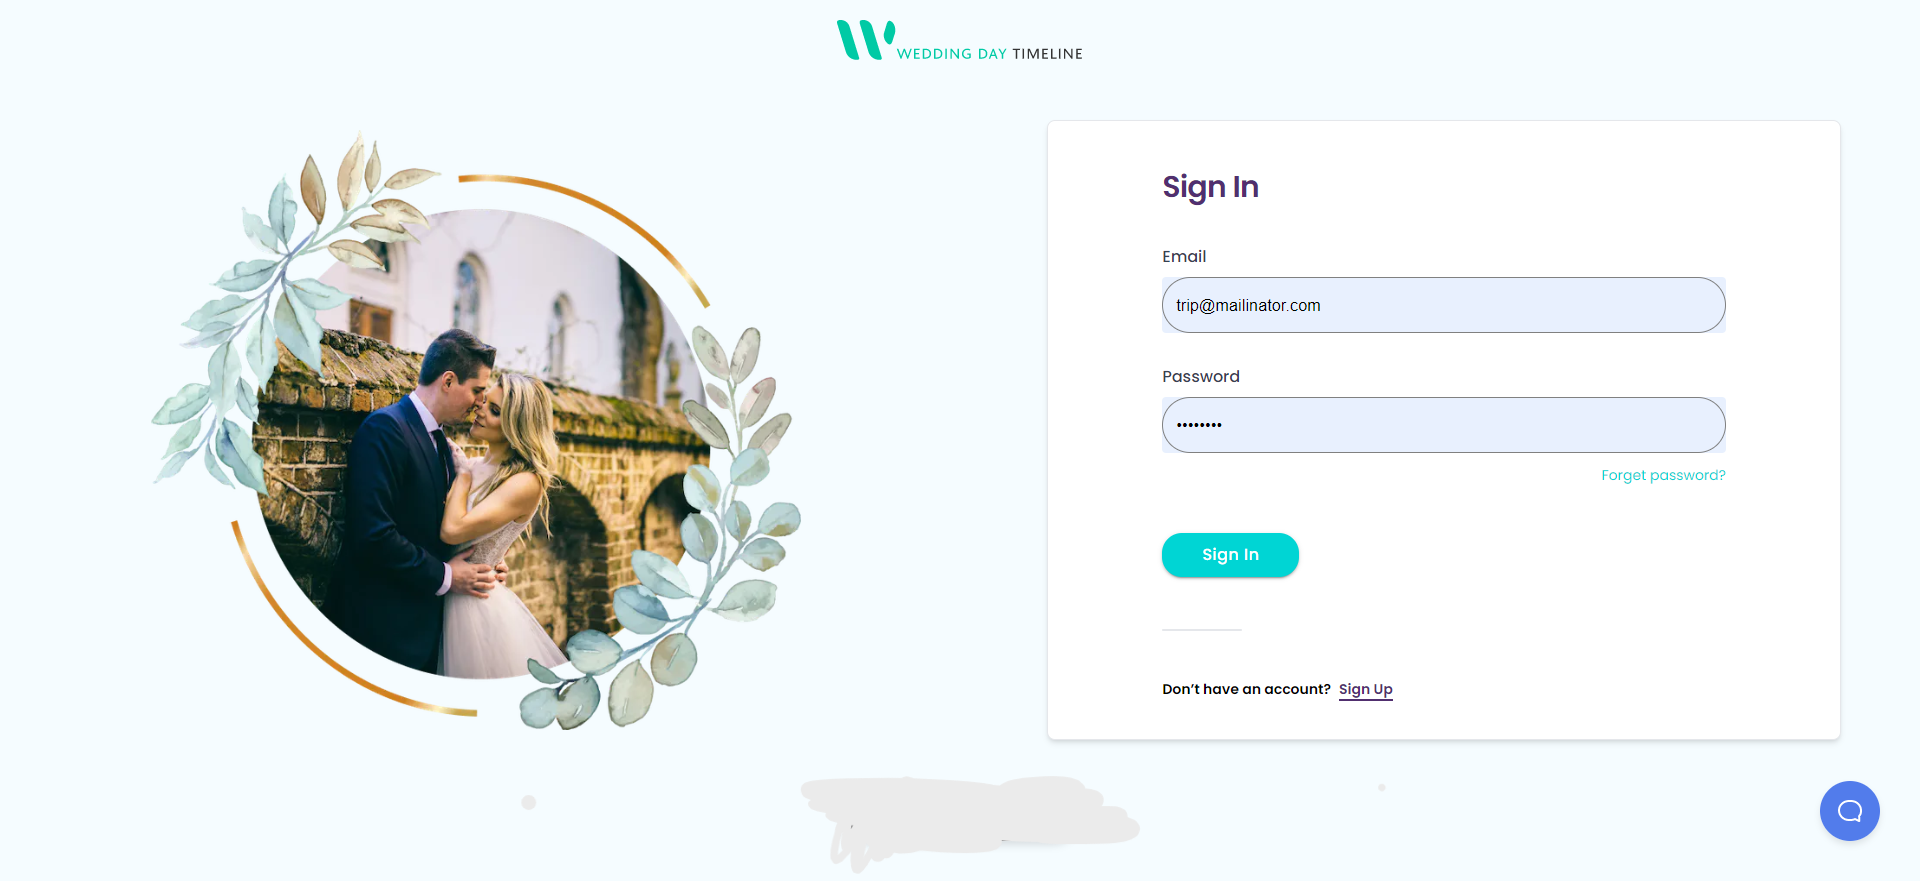 WEDDING DAY TIMELINE
Sign In
Email
trip@mailinator.com
Password
••••••••
Forget password?
Sign In
Don’t have an account? Sign Up